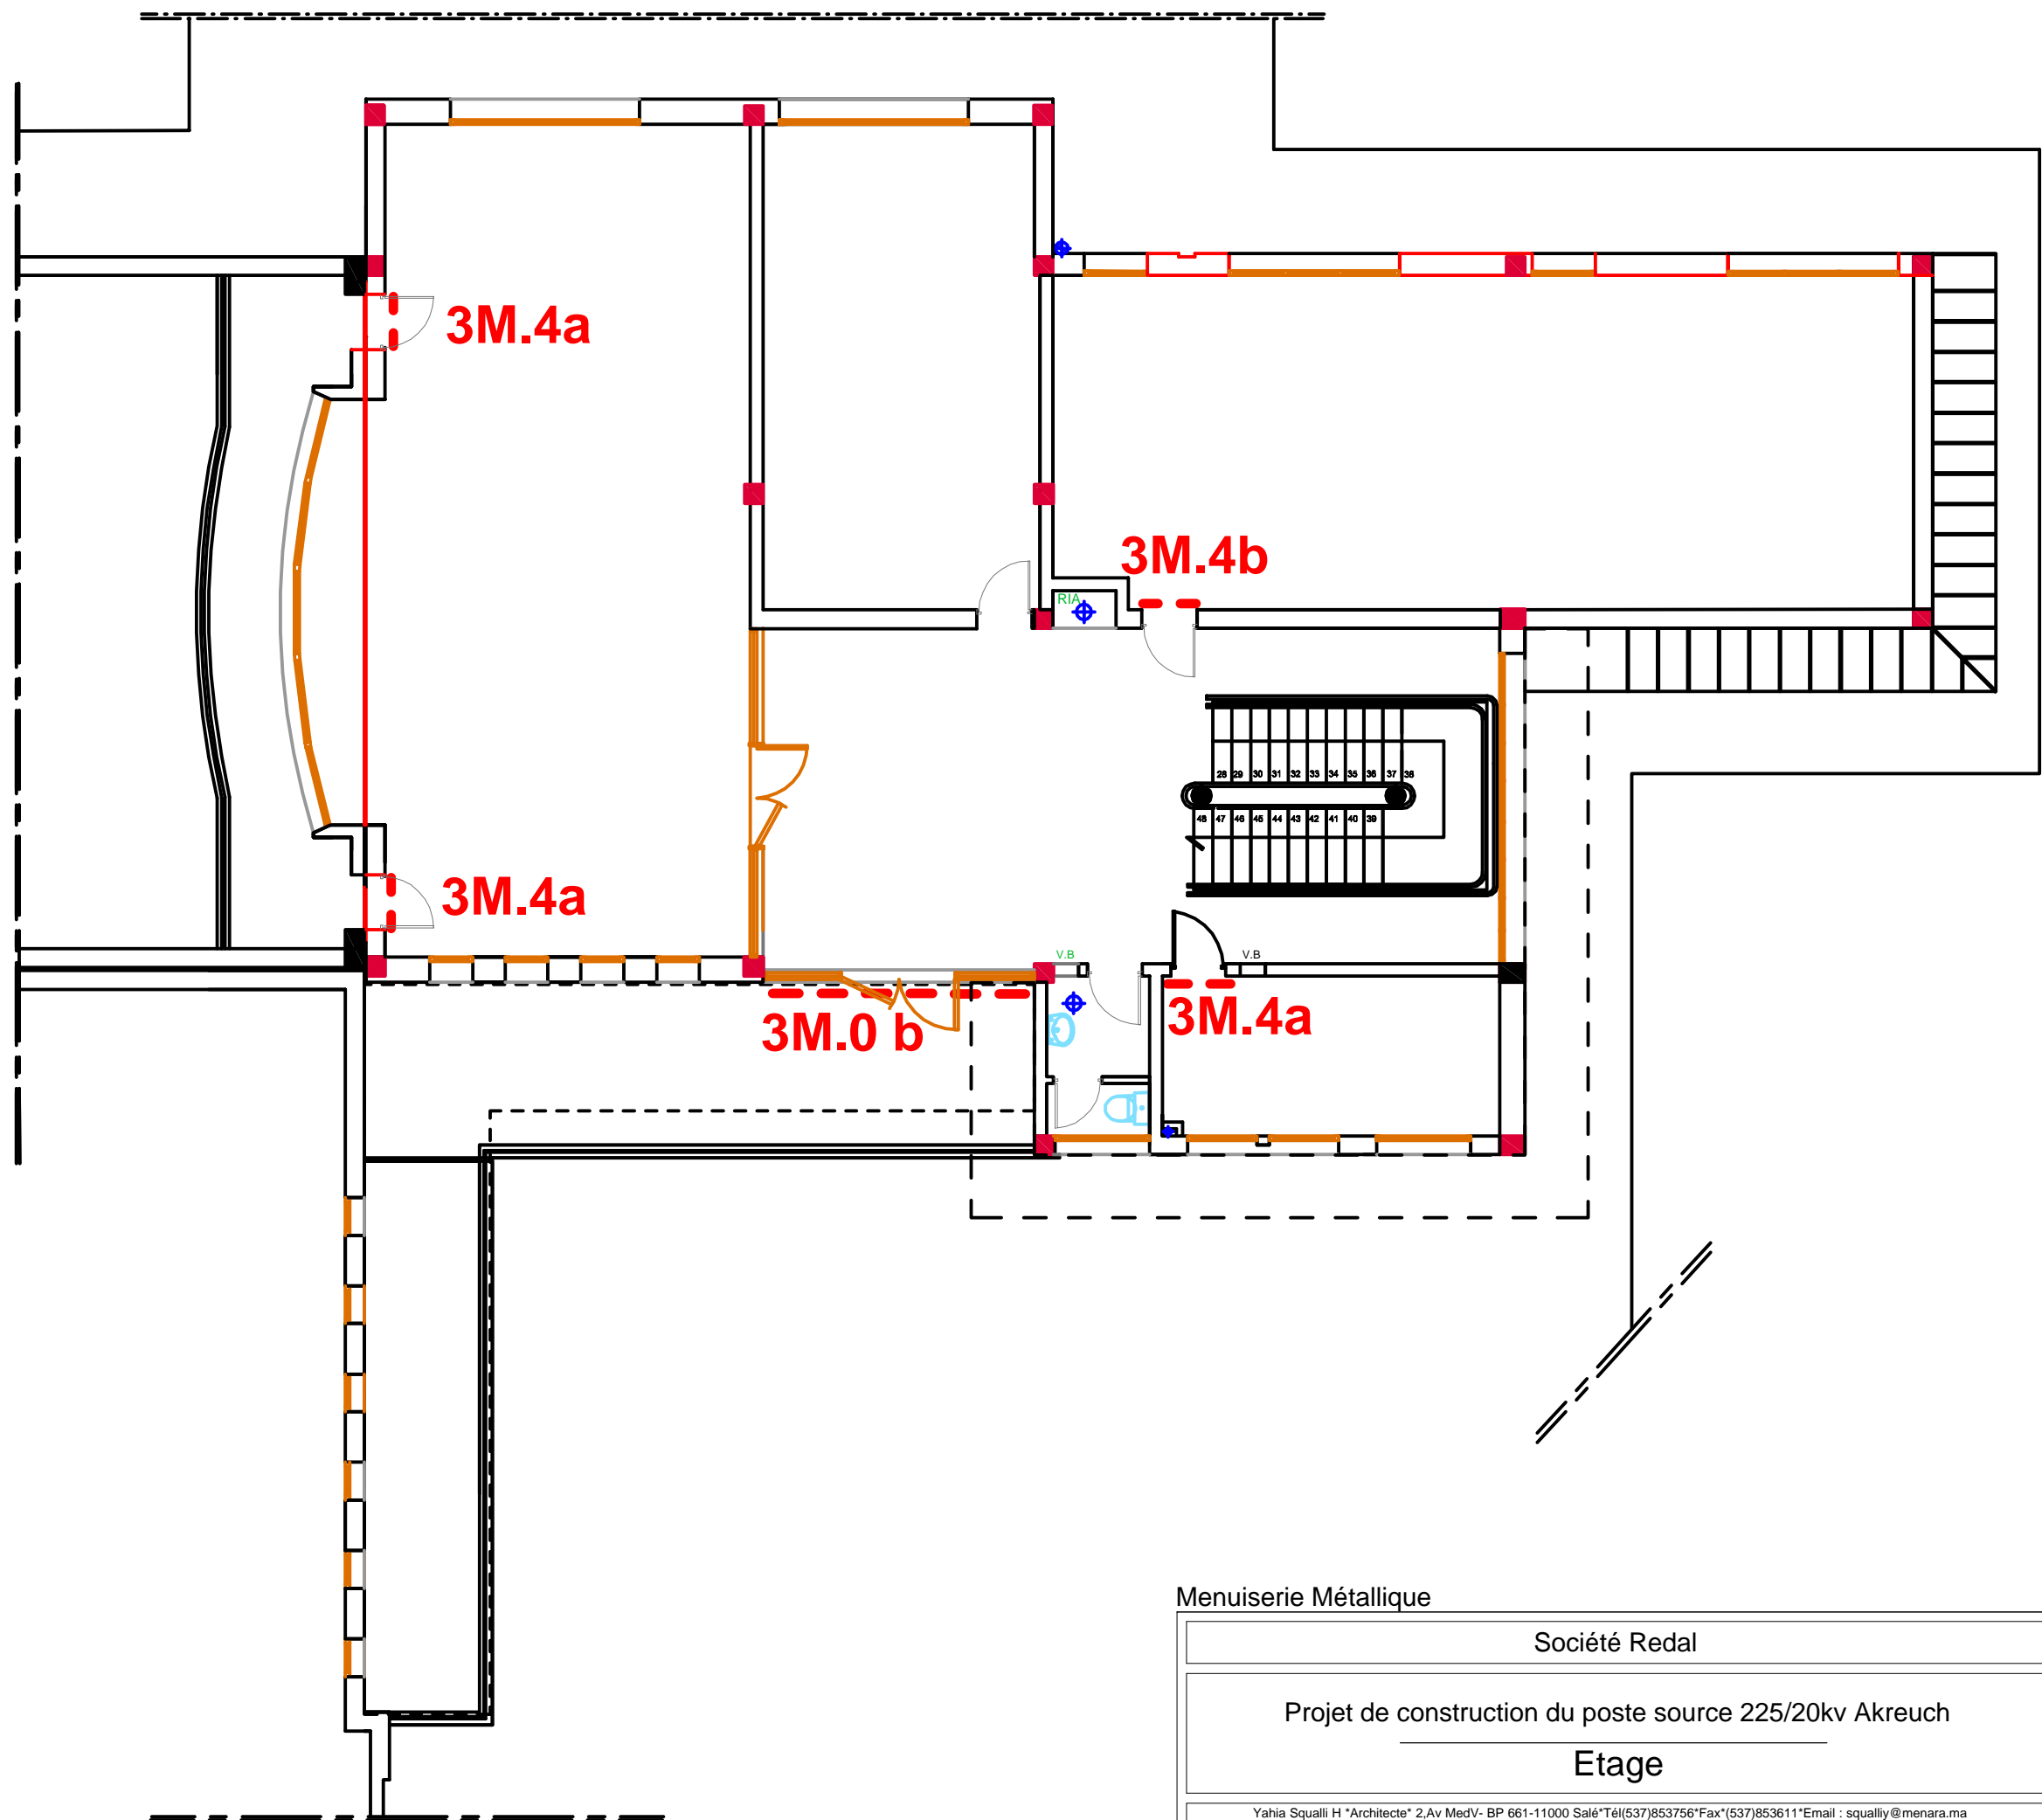 3M.4a
3M.4b
RIA
28 29 30 31 32 33 34 35 36 37 38
48 47 46 45 44 43 42 41 40 39
3M.4a
V.B
V.B
3M.4a
3M.0 b
Menuiserie Métallique
Société Redal
Projet de construction du poste source 225/20kv Akreuch
Etage
Yahia Squalli H *Architecte* 2,Av MedV- BP 661-11000 Salé*Tél(537)853756*Fax*(537)853611*Email : squalliy@menara.ma